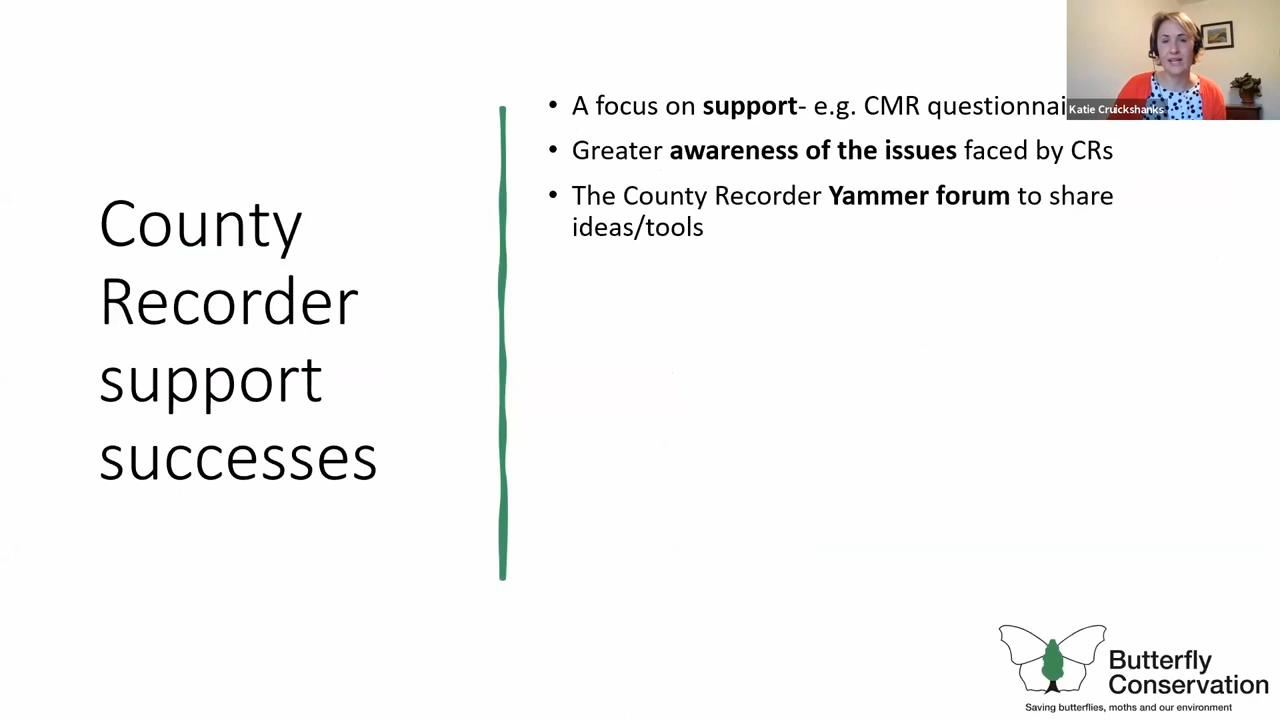 County
Recorder
support
successes
• A focus on support- e.g. CMR
• Greater awareness of the issues faced by CRs
• The County Recorder Yammer forum to share
ideas/tools
Katie Cruickshanks
Butterfly
Conservation
Saving butterflies, moths and our environment